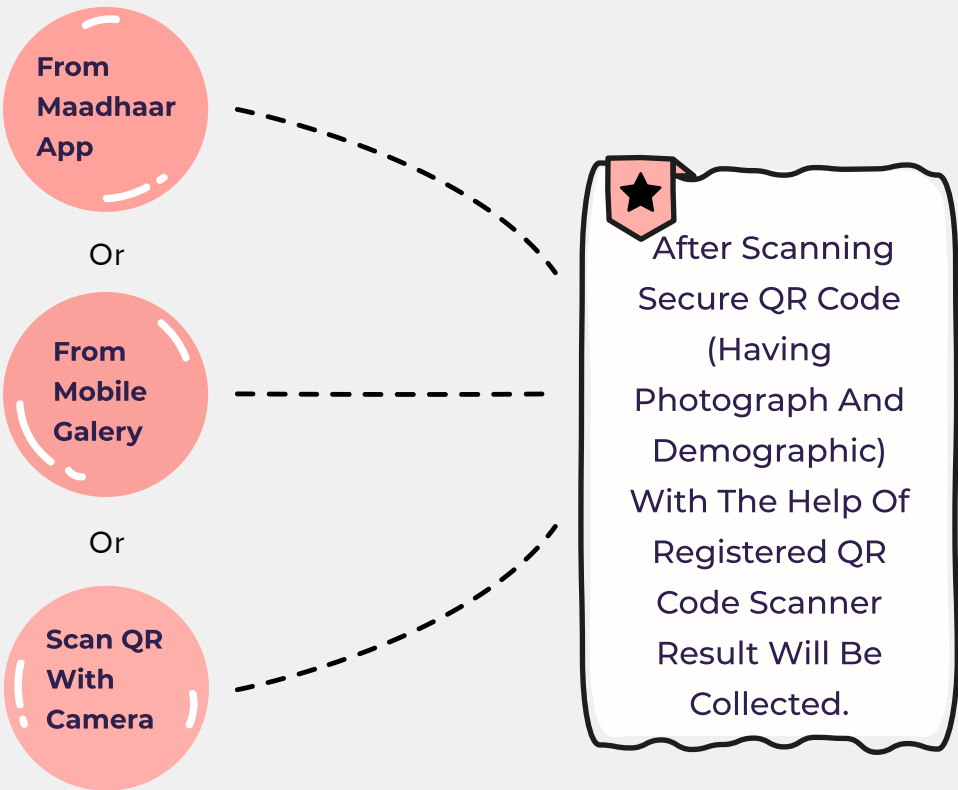 From
Maadhaar
App
Or
From
Mobile
Galery
Or
Scan QR
With
Camera
After Scanning
Secure QR Code
(Having
Photograph And
Demographic)
With The Help Of
Registered QR
Code Scanner
Result Will Be
Collected.